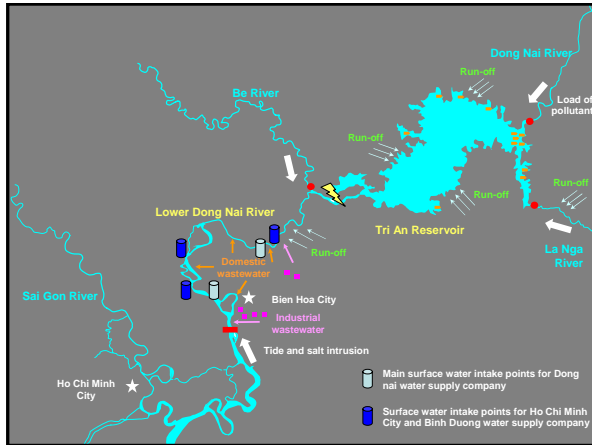 Dong Nai River
Run-off
Be River
Load of
pollutant
Run-off
Run-off
Run-off
Lower Dong Nai River
Tri An Reservoir
Run-off
La Nga
River
Domestic
wastewater
Sai Gon River
Bien Hoa City
Industrial
wastewater
Tide and salt intrusion
Ho Chi Minh
City
Main surface water intake points for Dong
nai water supply company
Surface water intake points for Ho Chi Minh
City and Binh Duong water supply company